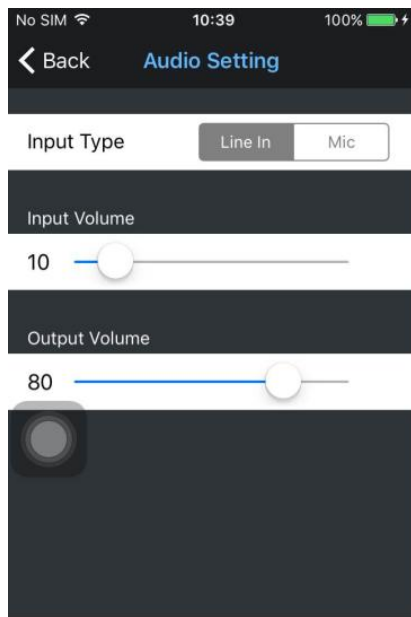 No SIM 10:39 100%
Back Audio Setting
Input Type Line In Mic
Input Volume
10
Output Volume
80